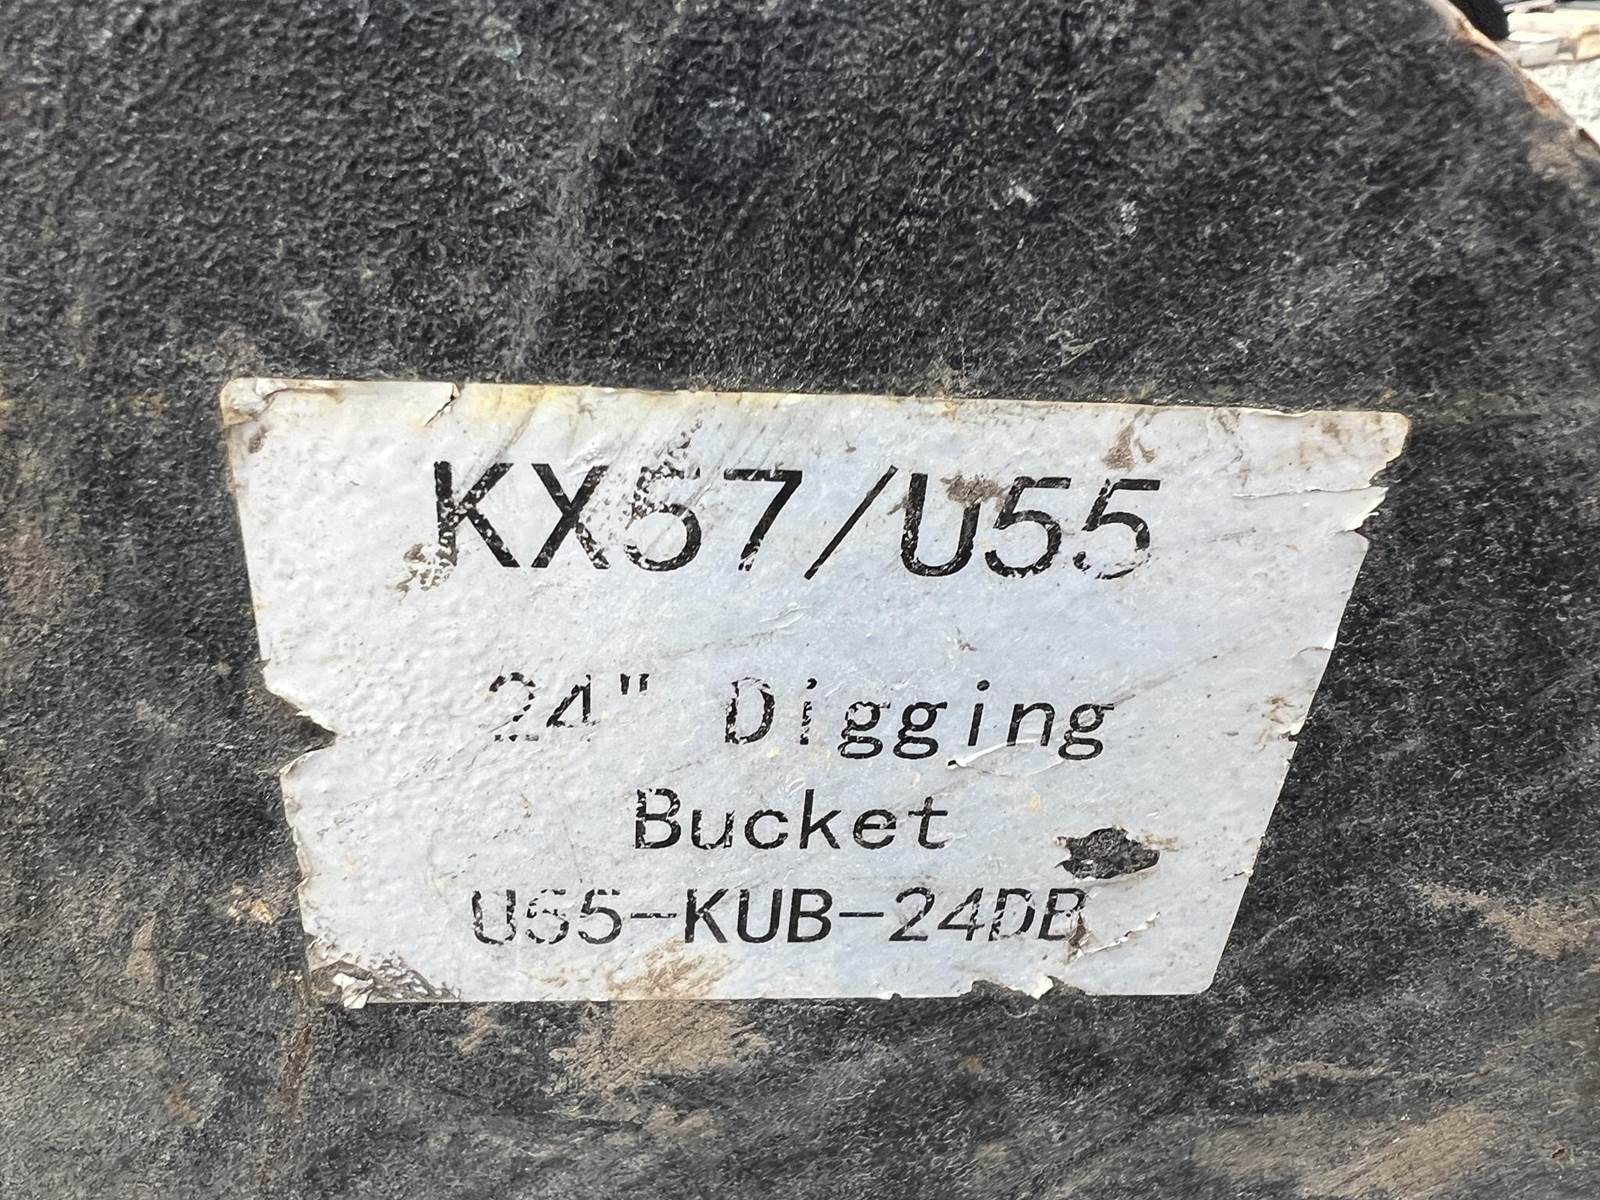 KX57/U55
24" Digging
Bucket
U55-KUB-24DB